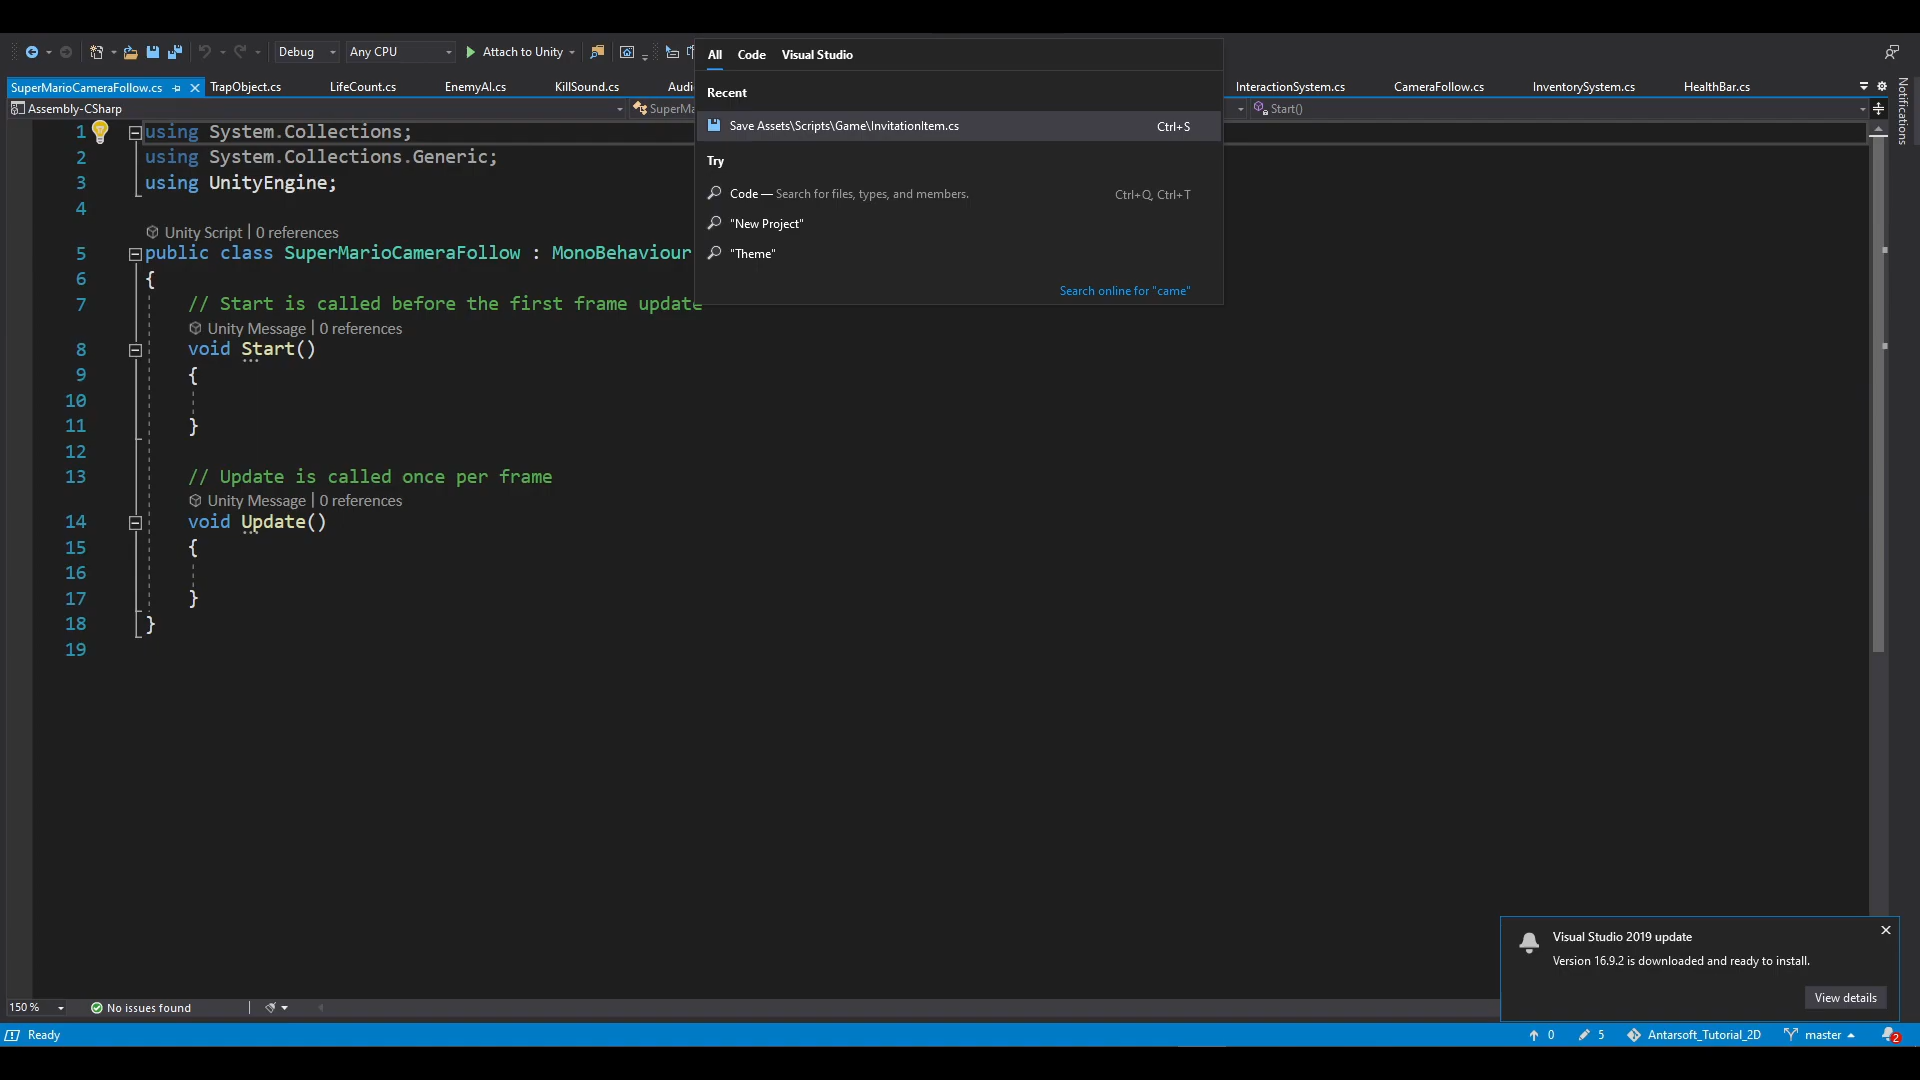 Debug
Any CPU
Attach to Unity
All Code Visual Studio
SuperMarioCameraFollow.cs
TrapObject.cs
LifeCount.cs
EnemyAI.cs
KillSound.cs
Audi
InteractionSystem.cs
CameraFollow.cs
InventorySystem.cs
HealthBar.cs
Notifications
Assembly-CSharp
SuperMa
Start()
Recent
Save Assets\Scripts\Game\InvitationItem.cs Ctrl+S
Try
Code — Search for files, types, and members. Ctrl+Q, Ctrl+T
"New Project"
"Theme"
Search online for "came"
1 using System.Collections;
2 using System.Collections.Generic;
3 using UnityEngine;
4
Unity Script | 0 references
5 public class SuperMarioCameraFollow : MonoBehaviour
6 {
7 // Start is called before the first frame update
Unity Message | 0 references
8 void Start()
9 {
10
11 }
12
13 // Update is called once per frame
Unity Message | 0 references
14 void Update()
15 {
16
17 }
18 }
19
Visual Studio 2019 update
Version 16.9.2 is downloaded and ready to install.
View details
150 %
No issues found
Ready
0
5
Antarsoft_Tutorial_2D
master
2